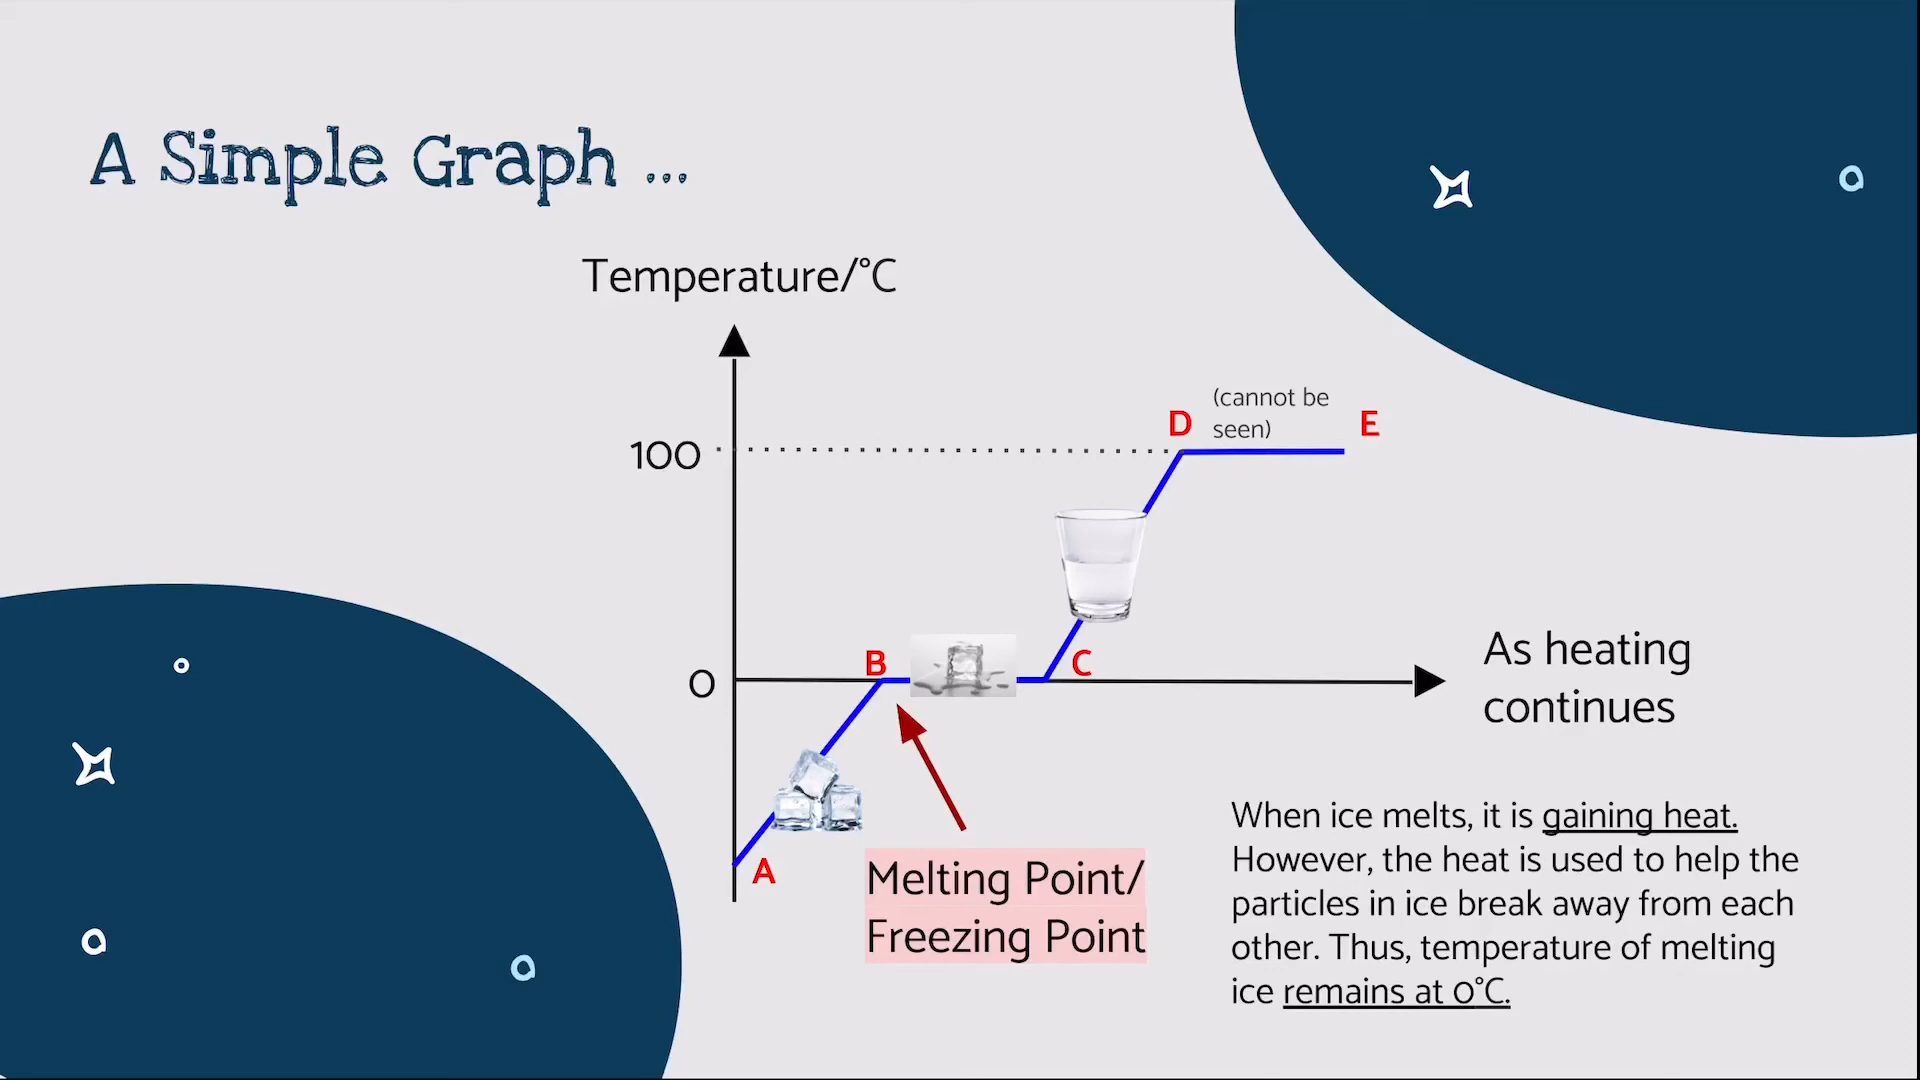 A Simple Graph ...
Temperature/°C
(cannot be
D
E
seen)
100
B
C
0
As heating
continues
A
Melting Point/
Freezing Point
When ice melts, it is gaining heat.
However, the heat is used to help the
particles in ice break away from each
other. Thus, temperature of melting
ice remains at 0°C.